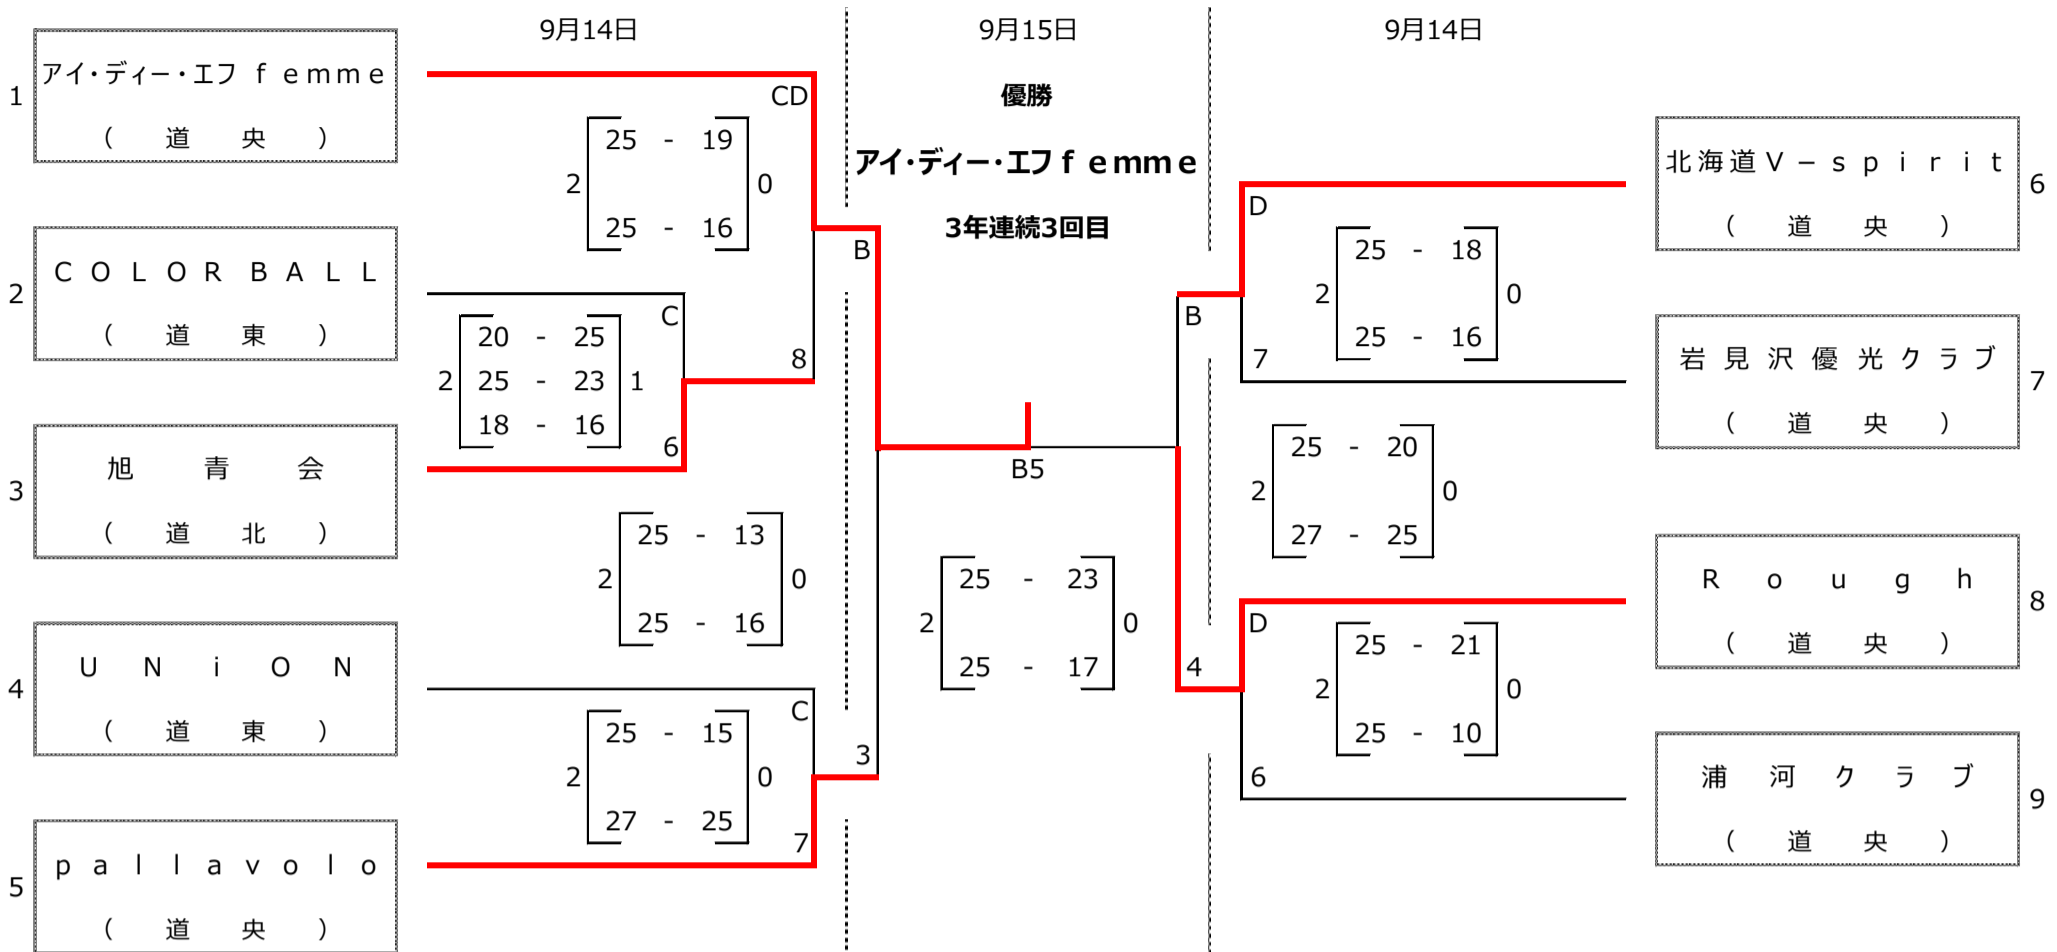 9月14日
9月15日
9月14日
1
アイ・ディー・エフ ｆｅｍｍｅ
（ 道 央 ）
2
ＣＯＬＯＲ ＢＡＬＬ
（ 道 東 ）
3
旭 青 会
（ 道 北 ）
4
ＵＮｉＯＮ
（ 道 東 ）
5
ｐａｌｌａｖｏｌｏ
（ 道 央 ）
CD
25 - 19
2 0
25 - 16
8
C
20 - 25
2 25 - 23 1
18 - 16
6
B
25 - 13
2 0
25 - 16
3
C
25 - 15
2 0
27 - 25
7
優勝
アイ・ディー・エフｆｅｍｍｅ
3年連続3回目
B5
25 - 23
2 0
25 - 17
B
25 - 20
2 0
27 - 25
4
D
25 - 18
2 0
25 - 16
7
D
25 - 21
2 0
25 - 10
6
北海道Ｖ－ｓｐｉｒｉｔ
6
（ 道 央 ）
岩見沢優光クラブ
7
（ 道 央 ）
Ｒｏｕｇｈ
8
（ 道 央 ）
浦河クラブ
9
（ 道 央 ）